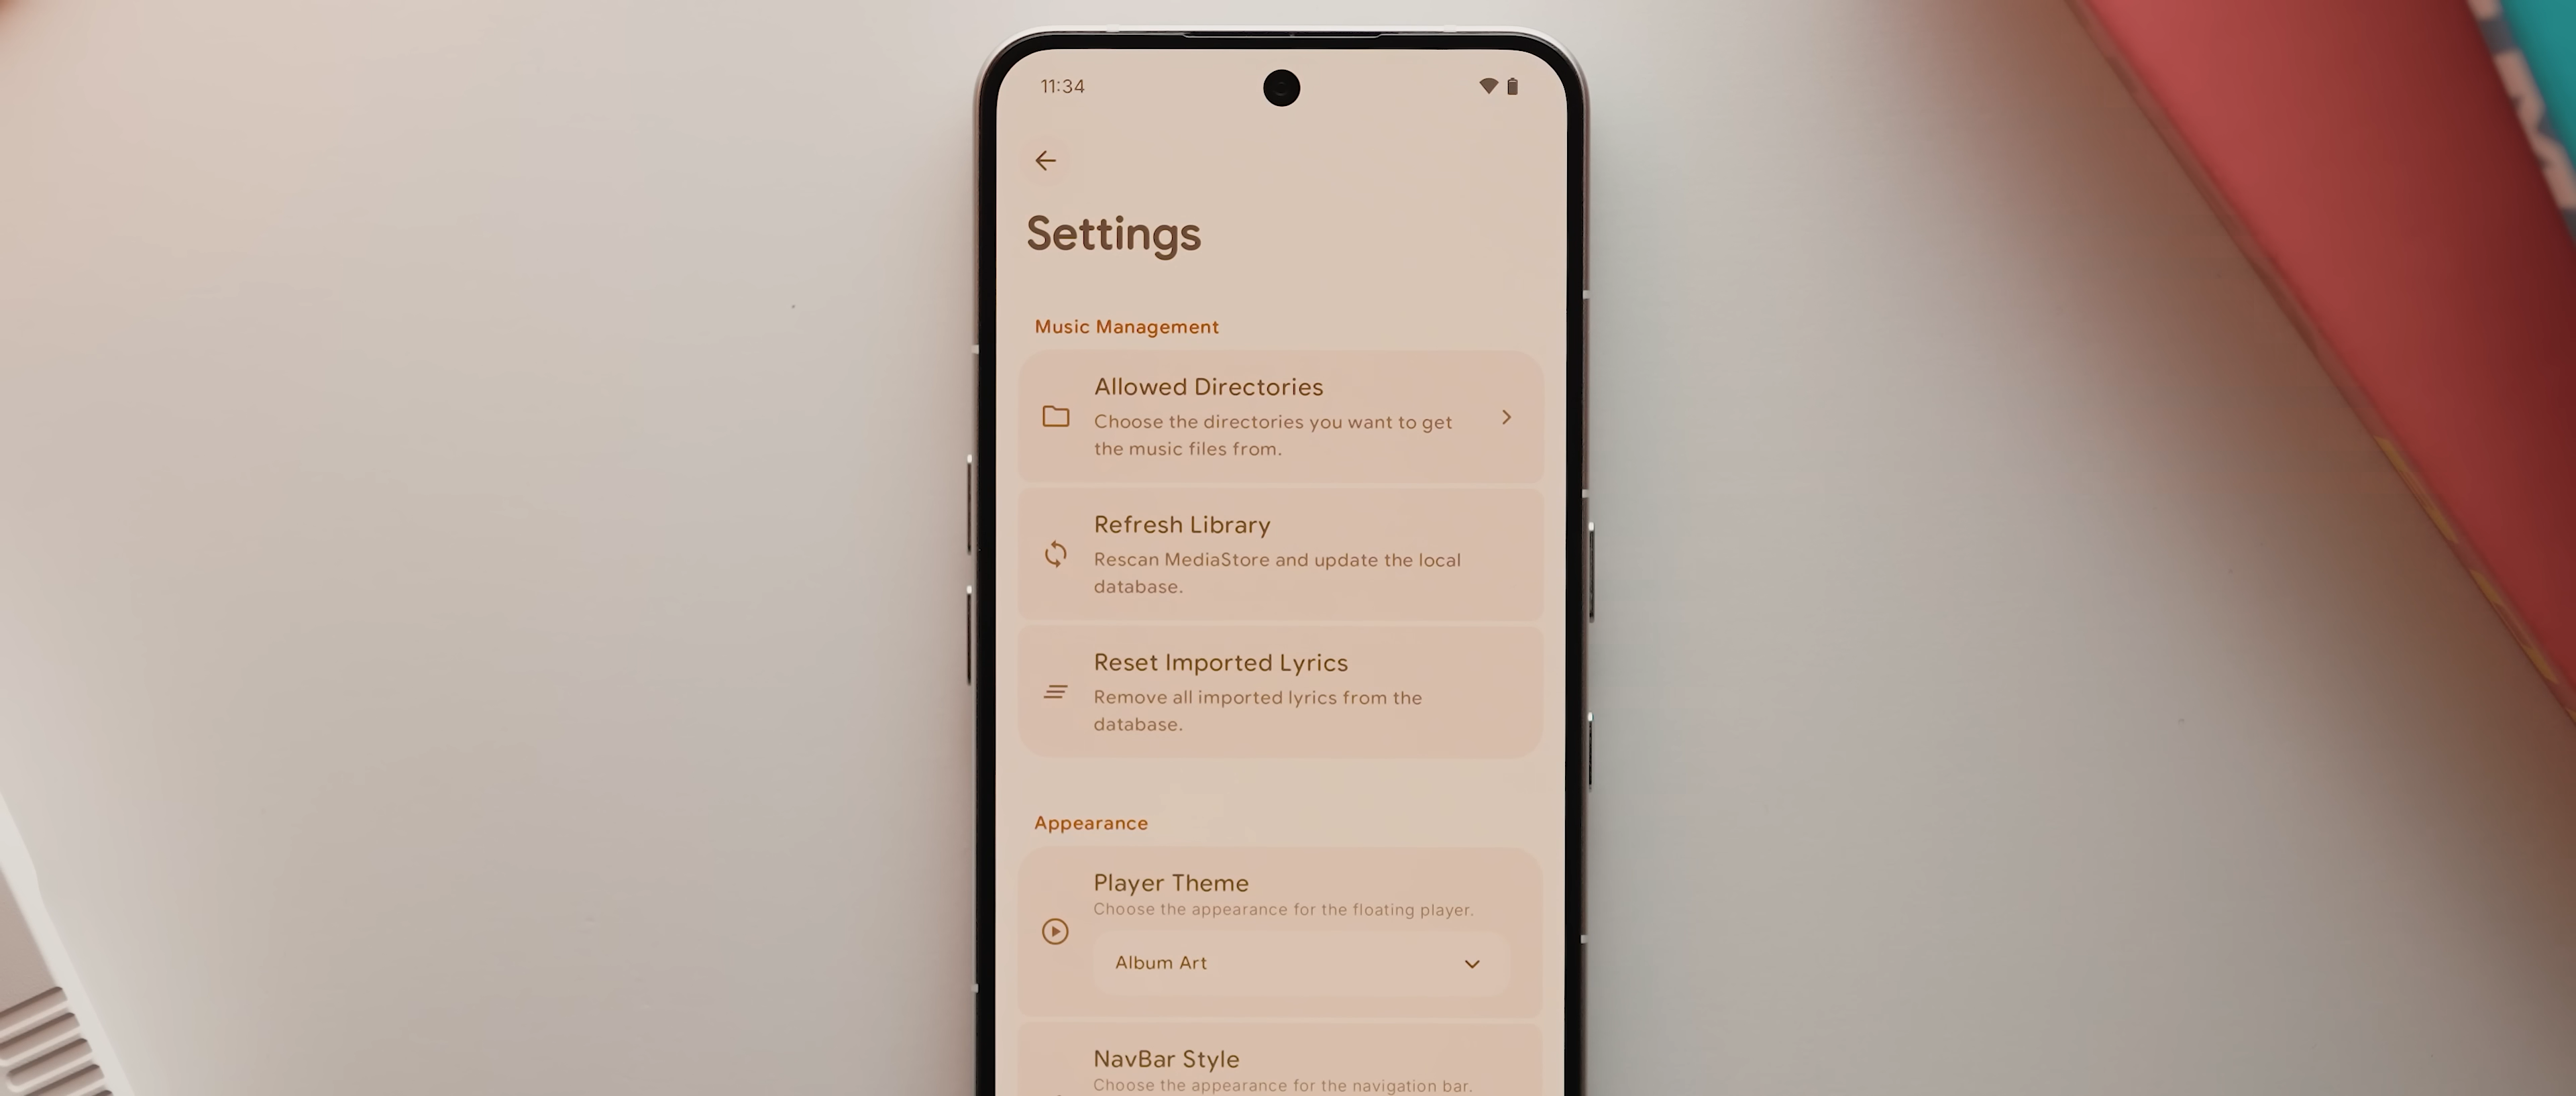 11:34
Settings
Music Management
Allowed Directories
Choose the directories you want to get
the music files from.
Refresh Library
Rescan MediaStore and update the local
database.
Reset Imported Lyrics
Remove all imported lyrics from the
database.
Appearance
Player Theme
Choose the appearance for the floating player.
Album Art
NavBar Style
Choose the appearance for the navigation bar.